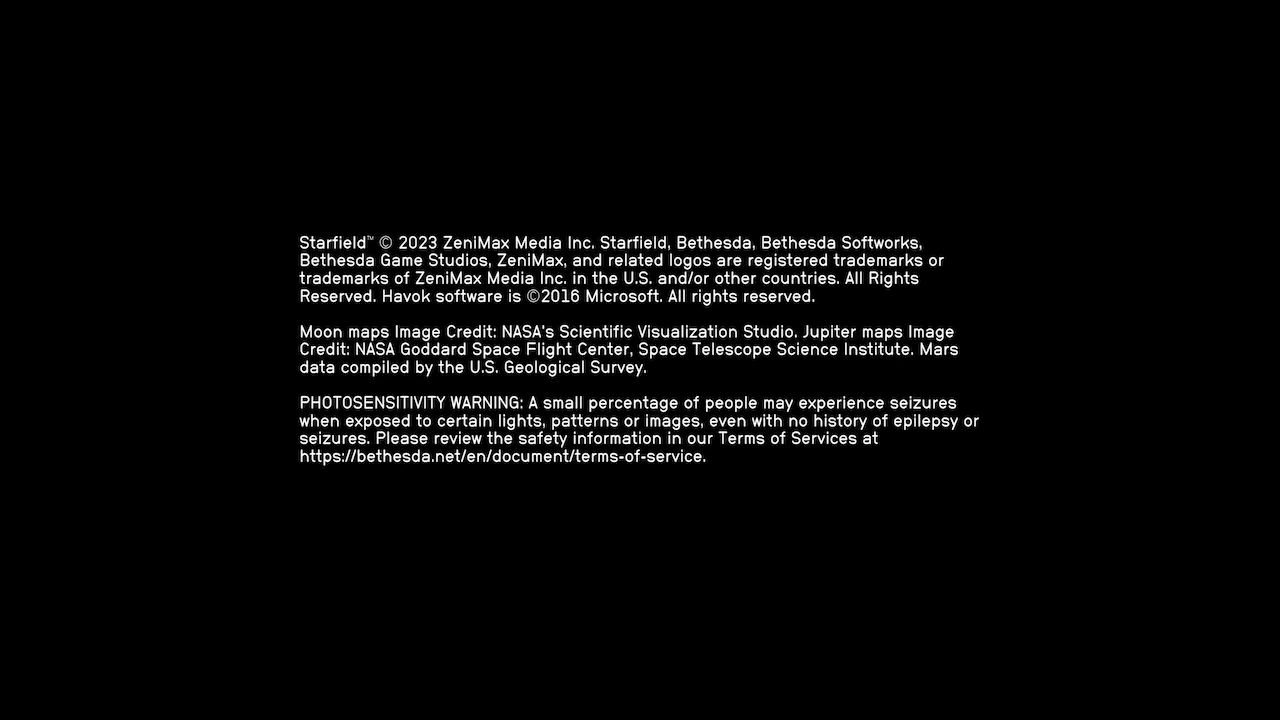 Starfield™ © 2023 ZeniMax Media Inc. Starfield, Bethesda, Bethesda Softworks,
Bethesda Game Studios, ZeniMax, and related logos are registered trademarks or
trademarks of ZeniMax Media Inc. in the U.S. and/or other countries. All Rights
Reserved. Havok software is ©2016 Microsoft. All rights reserved.
Moon maps Image Credit: NASA's Scientific Visualization Studio. Jupiter maps Image
Credit: NASA Goddard Space Flight Center, Space Telescope Science Institute. Mars
data compiled by the U.S. Geological Survey.
PHOTOSENSITIVITY WARNING: A small percentage of people may experience seizures
when exposed to certain lights, patterns or images, even with no history of epilepsy or
seizures. Please review the safety information in our Terms of Services at
https://bethesda.net/en/document/terms-of-service.